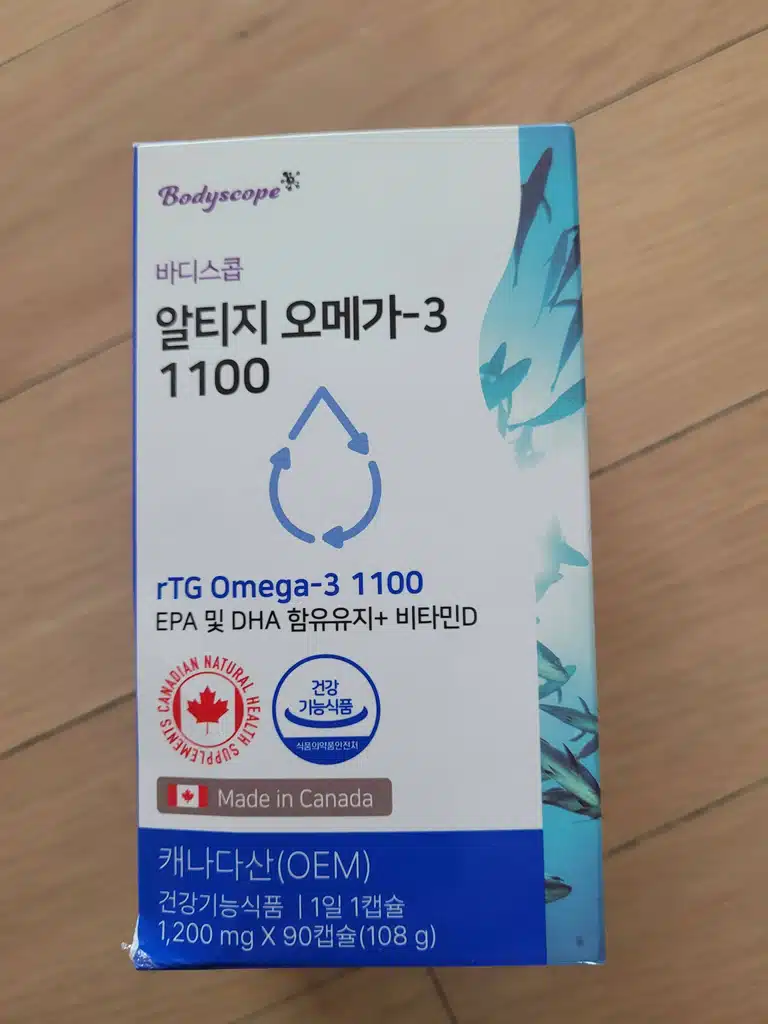 Bodyscope
바디스콥
알티지 오메가-3
1100
rTG Omega-3 1100
EPA 및 DHA 함유유지+ 비타민D
CANADIAN NATURAL HEALTH SUPPLEMENTS
건강
기능식품
식품의약품안전처
Made in Canada
캐나다산(OEM)
건강기능식품 | 1일 1캡슐
1,200 mg X 90캡슐(108 g)